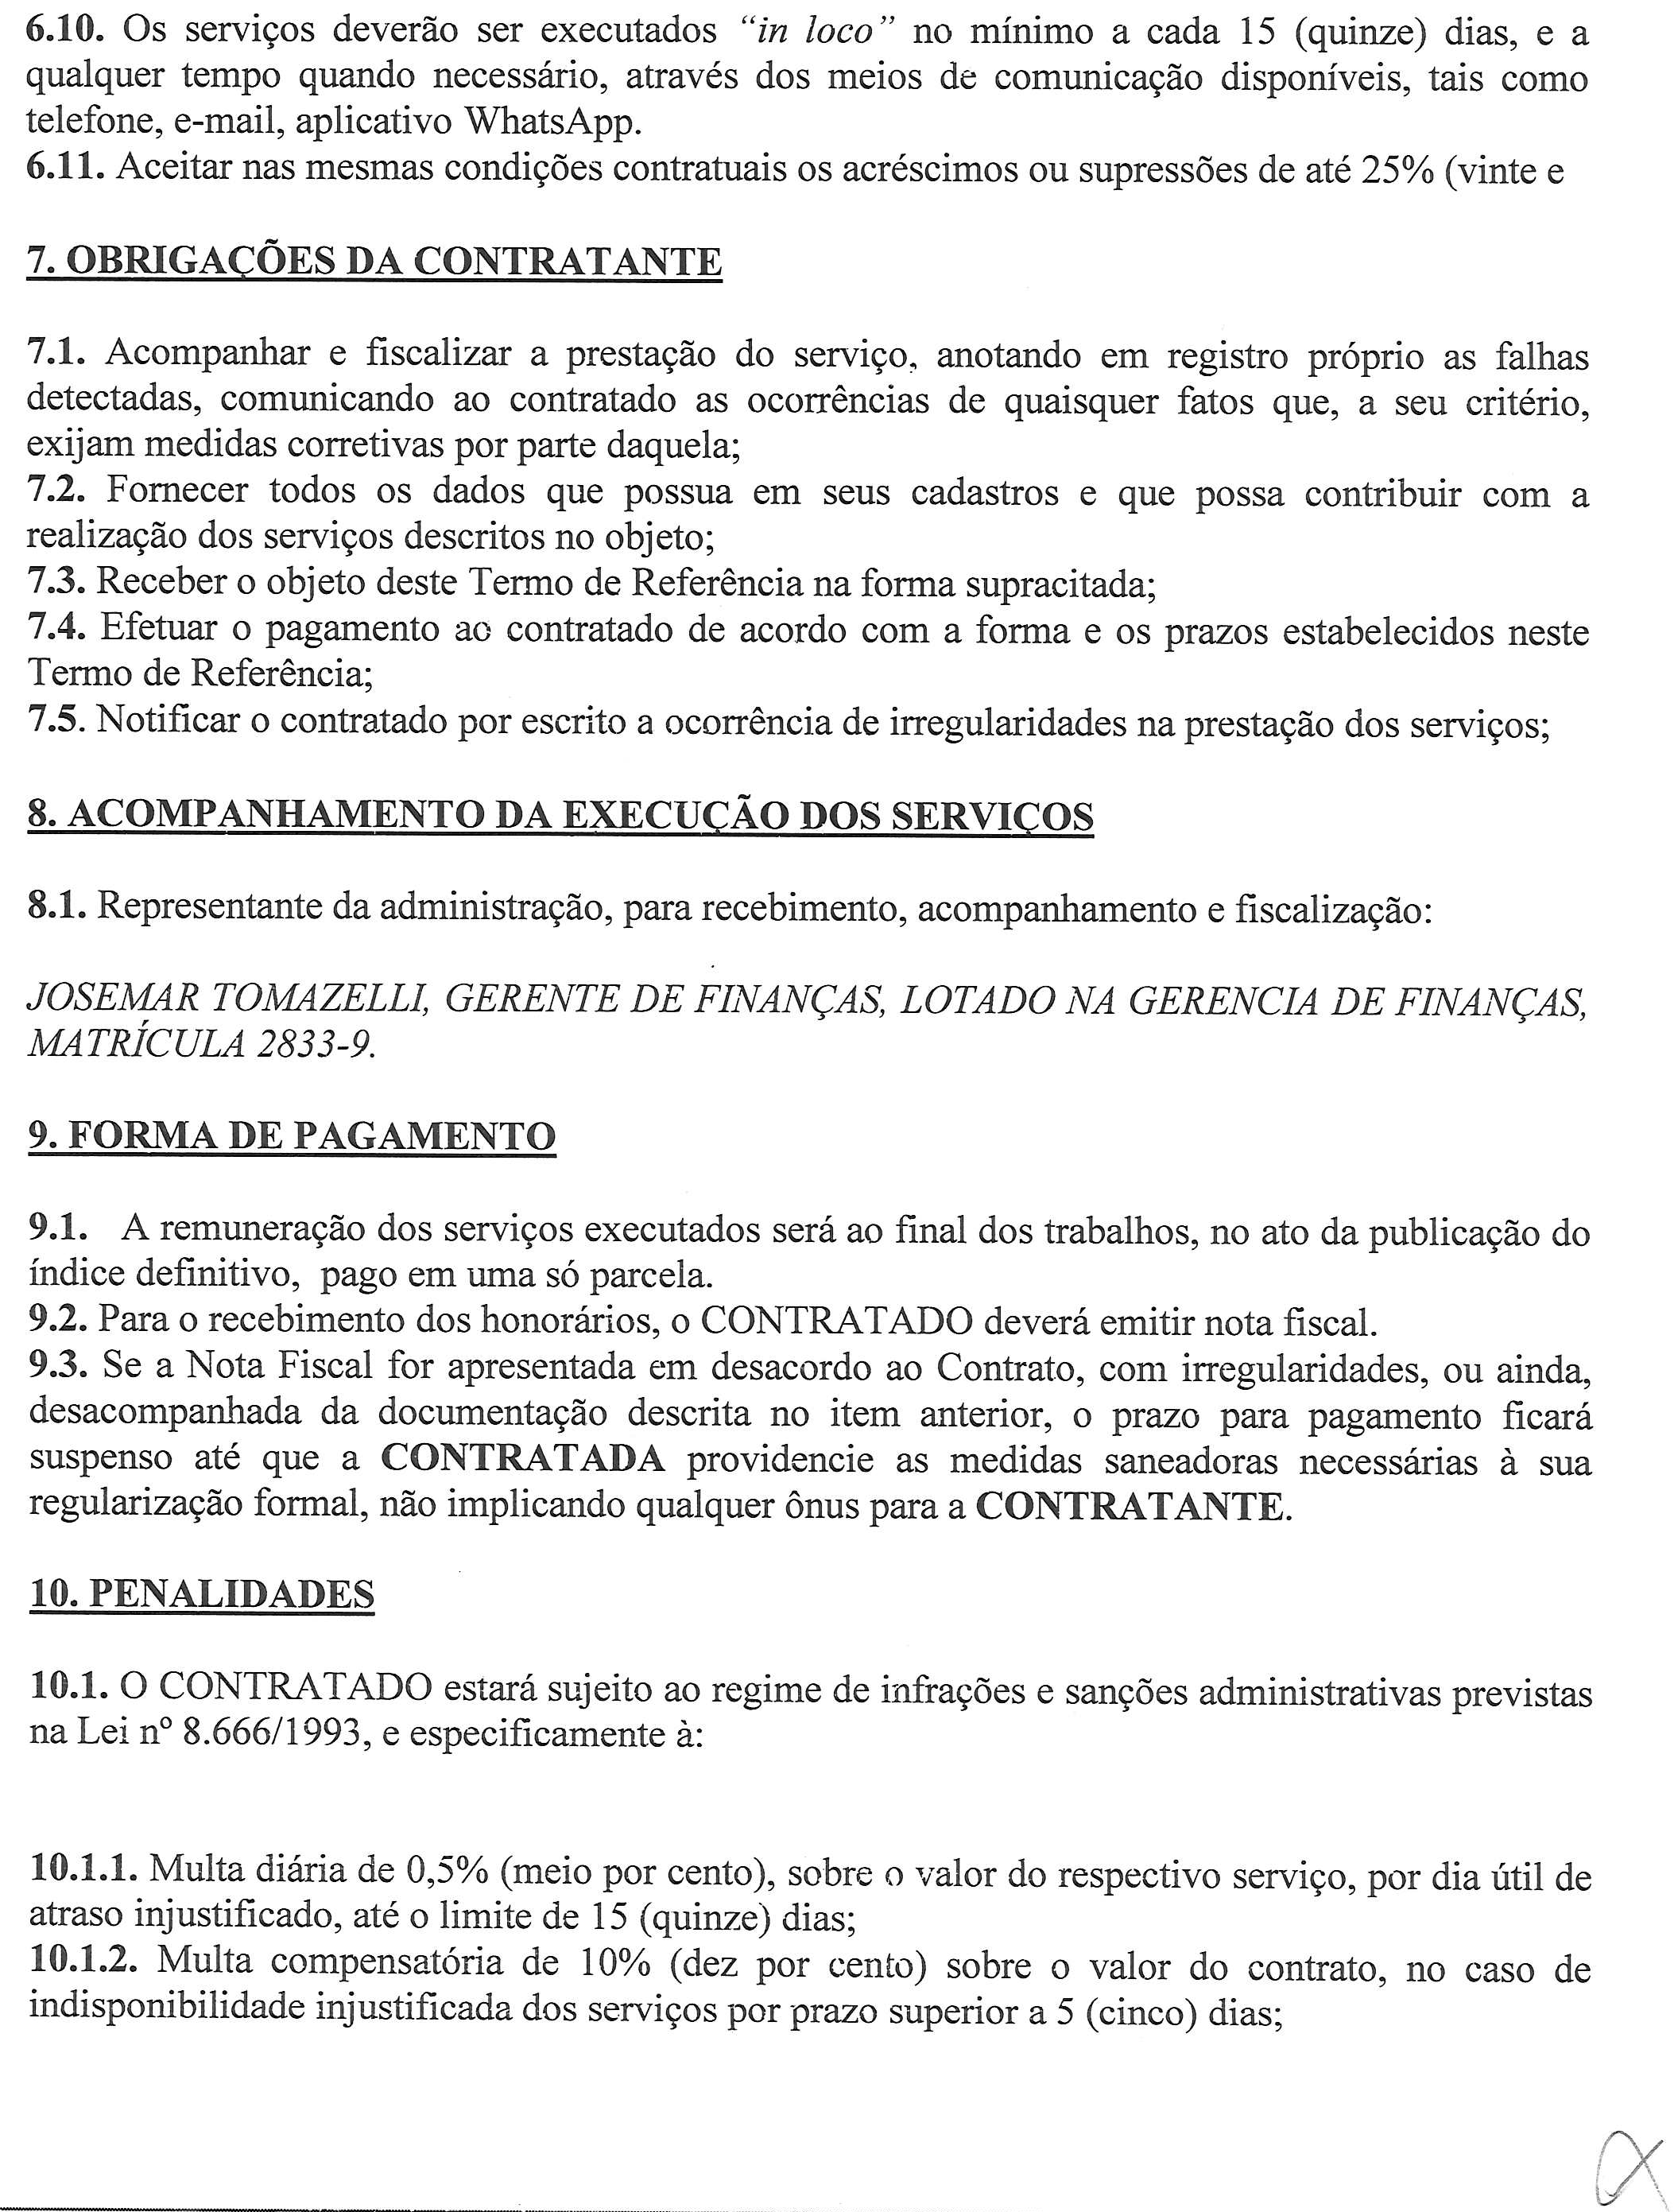 6.10. Os serviços deverão ser executados “in loco” no mínimo a cada 15 (quinze) dias, e a
qualquer tempo quando necessário, através dos meios de comunicação disponíveis, tais como
telefone, e-mail, aplicativo WhatsApp.
6.11. Aceitar nas mesmas condições contratuais os acréscimos ou supressões de até 25% (vinte e
7. OBRIGAÇÕES DA CONTRATANTE
7.1. Acompanhar e fiscalizar a prestação do serviço, anotando em registro próprio as falhas
detectadas, comunicando ao contratado as ocorrências de quaisquer fatos que, a seu critério,
exijam medidas corretivas por parte daquela;
7.2. Fornecer todos os dados que possua em seus cadastros e que possa contribuir com a
realização dos serviços descritos no objeto;
7.3. Receber o objeto deste Termo de Referência na forma supracitada;
7.4. Efetuar o pagamento ao contratado de acordo com a forma e os prazos estabelecidos neste
Termo de Referência;
7.5. Notificar o contratado por escrito a ocorrência de irregularidades na prestação dos serviços;
8. ACOMPANHAMENTO DA EXECUÇÃO DOS SERVIÇOS
8.1. Representante da administração, para recebimento, acompanhamento e fiscalização:
JOSEMAR TOMAZELLI, GERENTE DE FINANÇAS, LOTADO NA GERENCIA DE FINANÇAS,
MATRÍCULA 2833-9.
9. FORMA DE PAGAMENTO
9.1. A remuneração dos serviços executados será ao final dos trabalhos, no ato da publicação do
índice definitivo, pago em uma só parcela.
9.2. Para o recebimento dos honorários, o CONTRATADO deverá emitir nota fiscal.
9.3. Se a Nota Fiscal for apresentada em desacordo ao Contrato, com irregularidades, ou ainda,
desacompanhada da documentação descrita no item anterior, o prazo para pagamento ficará
suspenso até que a CONTRATADA providencie as medidas saneadoras necessárias à sua
regularização formal, não implicando qualquer ônus para a CONTRATANTE.
10. PENALIDADES
10.1. O CONTRATADO estará sujeito ao regime de infrações e sanções administrativas previstas
na Lei nº 8.666/1993, e especificamente à:
10.1.1. Multa diária de 0,5% (meio por cento), sobre o valor do respectivo serviço, por dia útil de
atraso injustificado, até o limite de 15 (quinze) dias;
10.1.2. Multa compensatória de 10% (dez por cento) sobre o valor do contrato, no caso de
indisponibilidade injustificada dos serviços por prazo superior a 5 (cinco) dias;